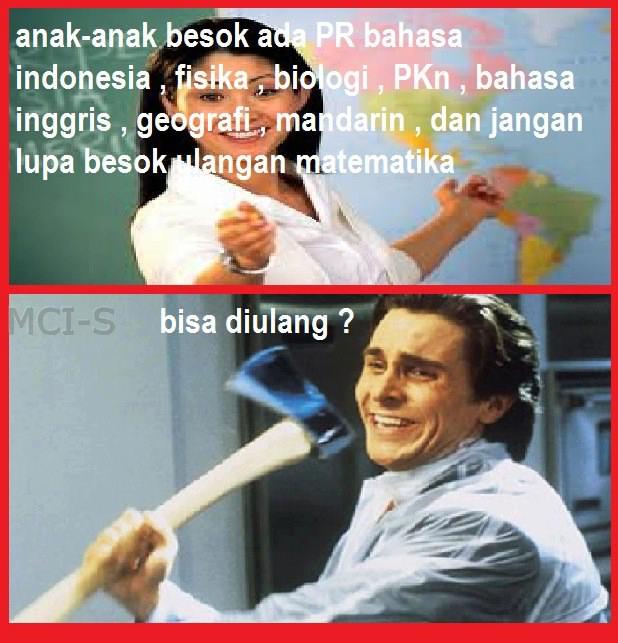 anak-anak besok ada PR bahasa
indonesia , fisika , biologi , PKn , bahasa
inggris , geografi , mandarin , dan jangan
lupa besok ulangan matematika
MCI-S
bisa diulang ?